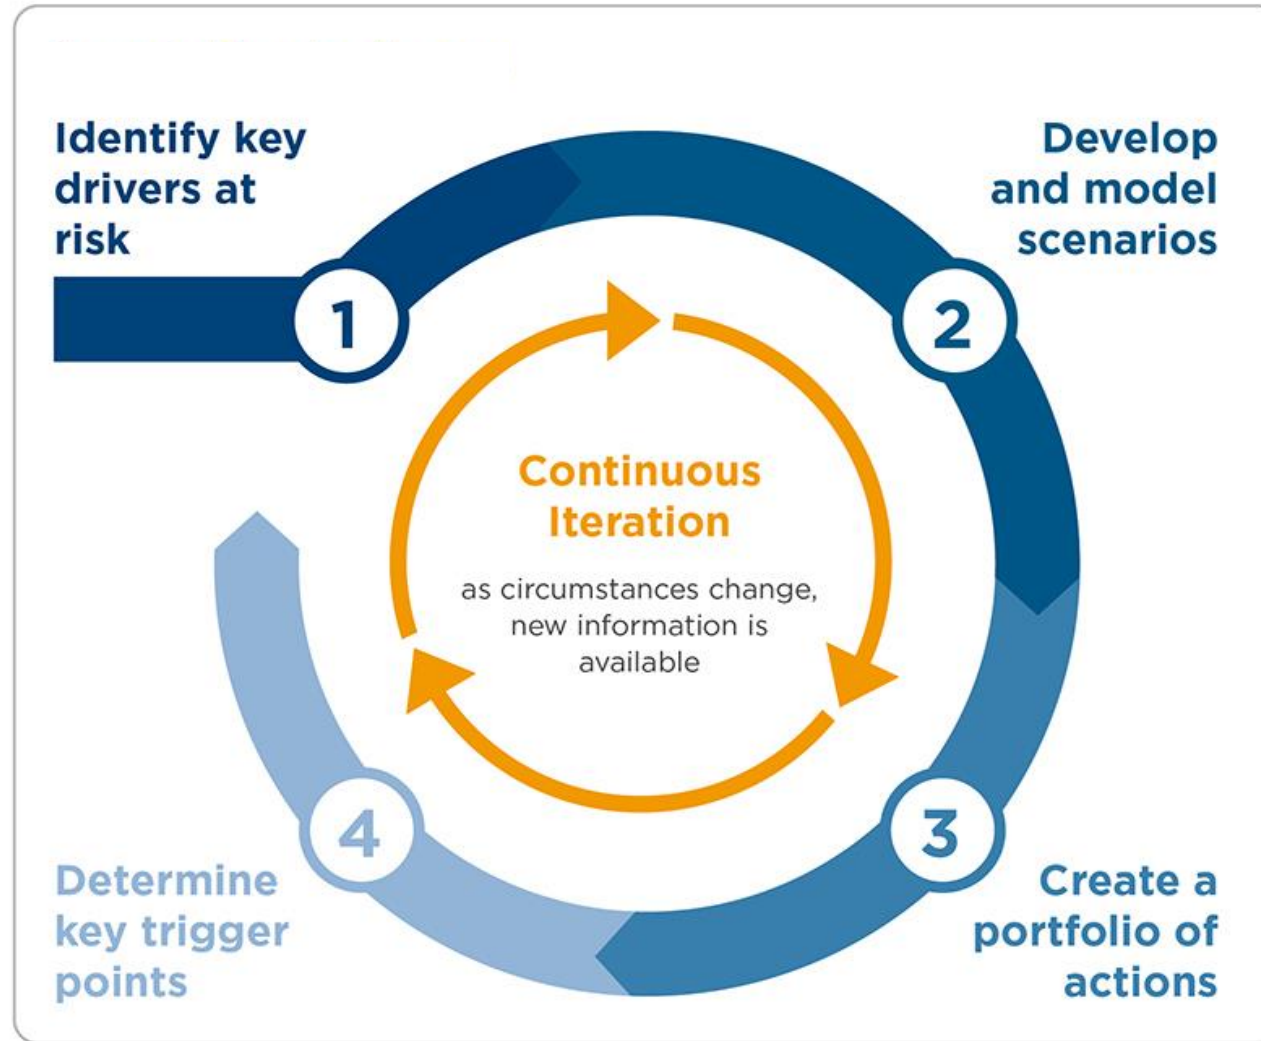 Identify key
drivers at
risk
1
Develop
and model
scenarios
2
Continuous
Iteration
as circumstances change,
new information is
available
3
Create a
portfolio of
actions
4
Determine
key trigger
points